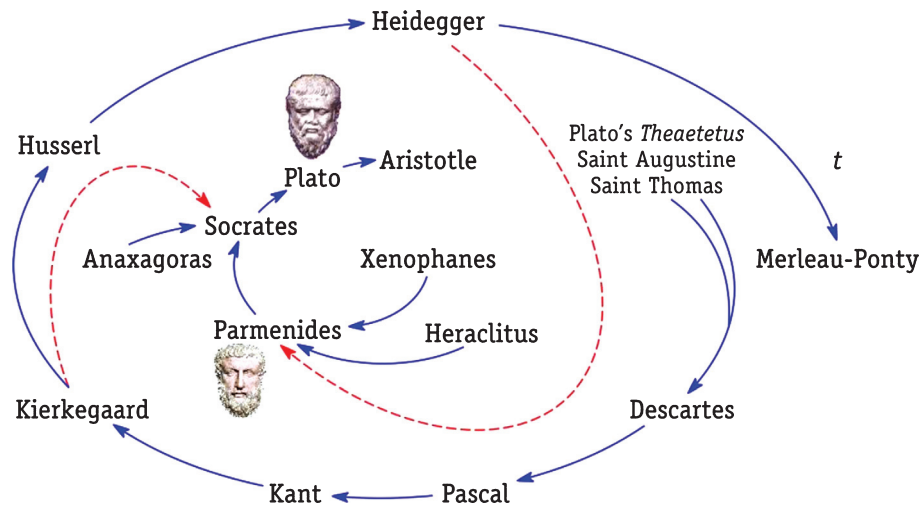 Heidegger
Plato's Theaetetus
Saint Augustine
Saint Thomas
t
Husserl
Plato
Aristotle
Socrates
Anaxagoras
Xenophanes
Merleau-Ponty
Parmenides
Heraclitus
Kierkegaard
Descartes
Kant
Pascal